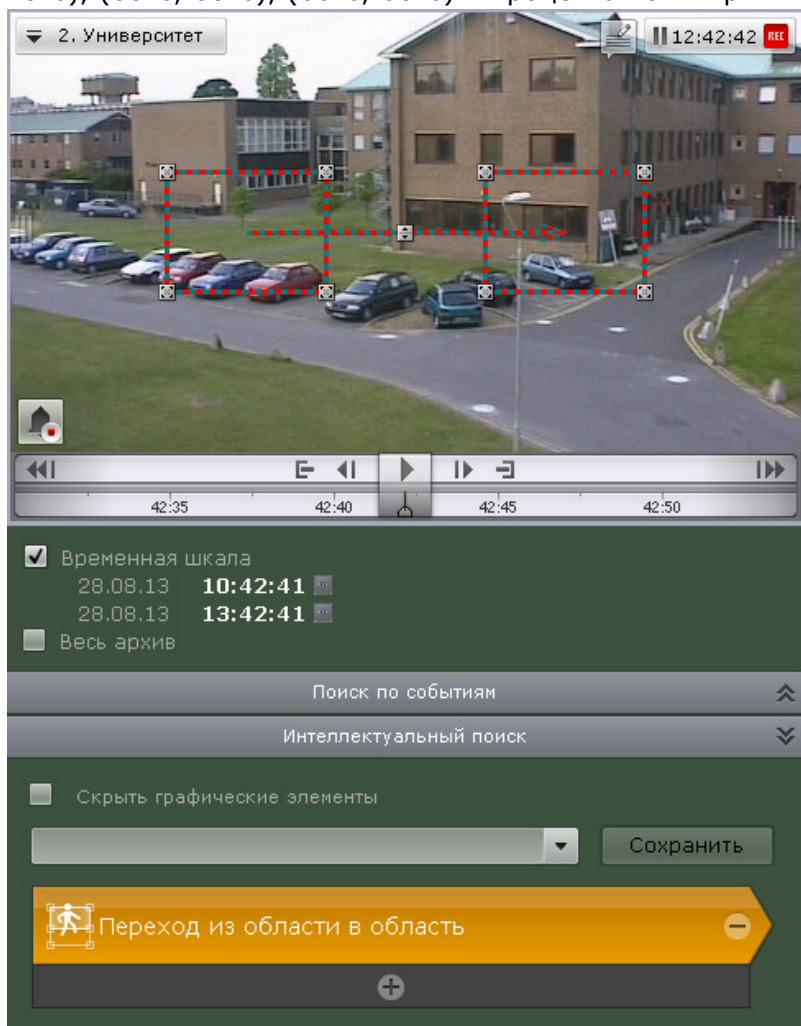 2. Университет
12:42:42 REC
42:35 42:40 42:45 42:50
Временная шкала
28.08.13 10:42:41
28.08.13 13:42:41
Весь архив
Поиск по событиям
Интеллектуальный поиск
Скрыть графические элементы
Сохранить
Переход из области в область